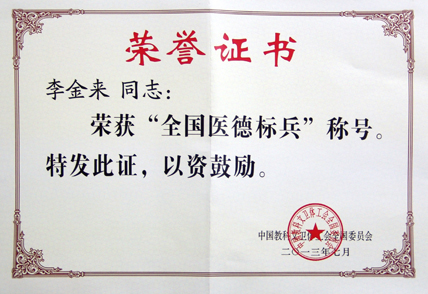 荣誉证书
李金来 同志：
荣获“全国医德标兵”称号。
特发此证，以资鼓励。
中国教科文卫体工会全国委员会
二〇一三年七月